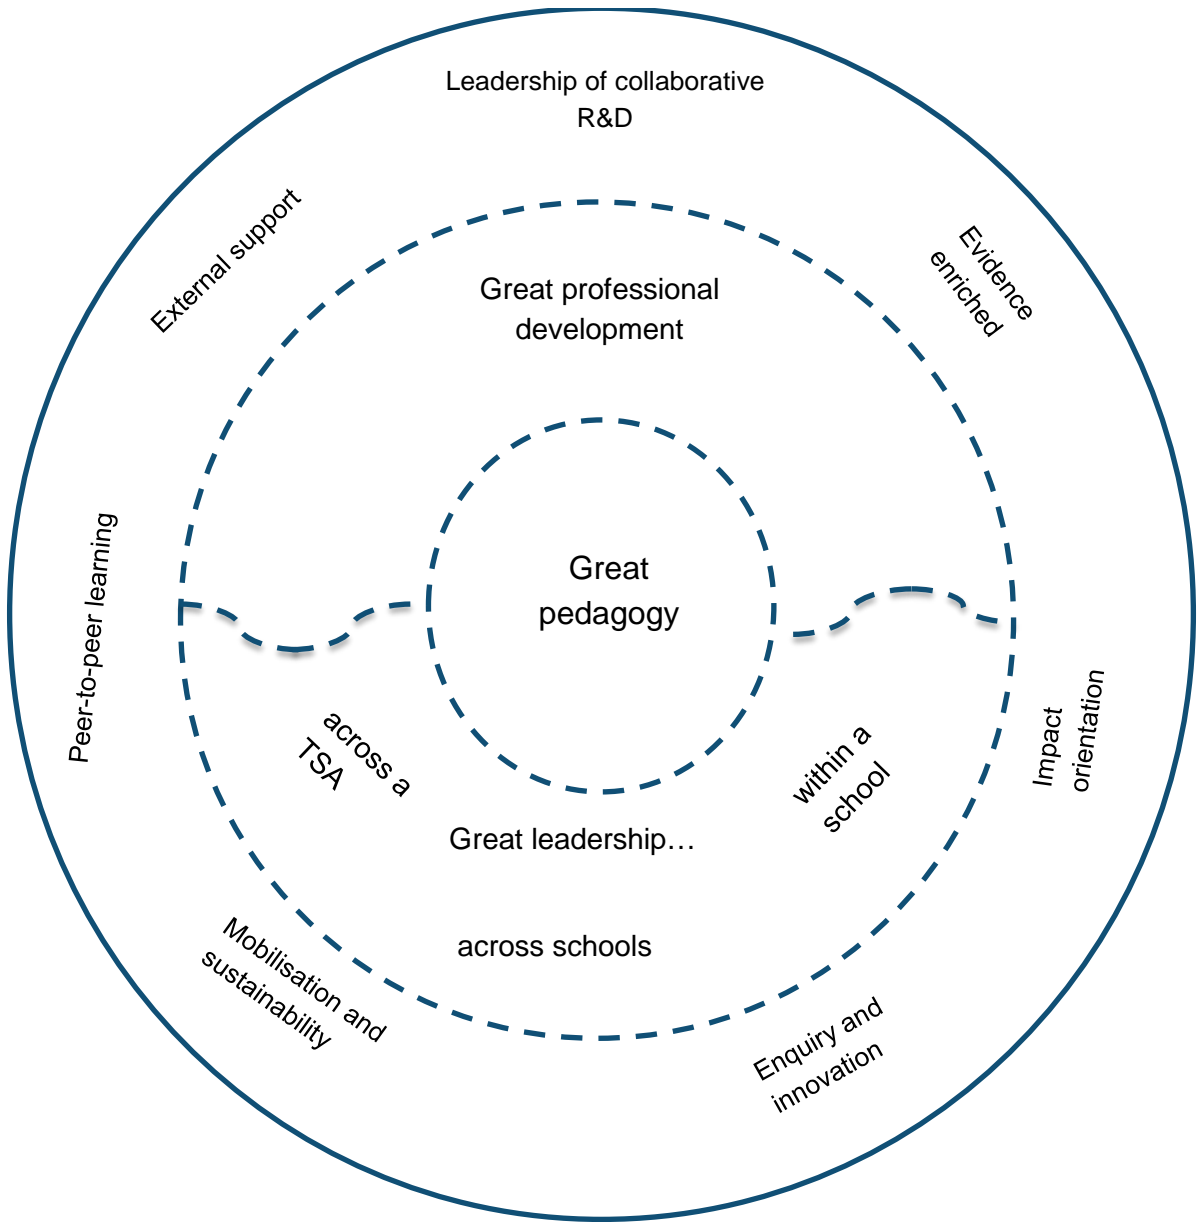 Leadership of collaborative
R&D
External support
Evidence
enriched
Great professional
development
Peer-to-peer learning
Great
pedagogy
Impact
orientation
across a
TSA
within a
school
Great leadership…
across schools
Mobilisation and
sustainability
Enquiry and
innovation